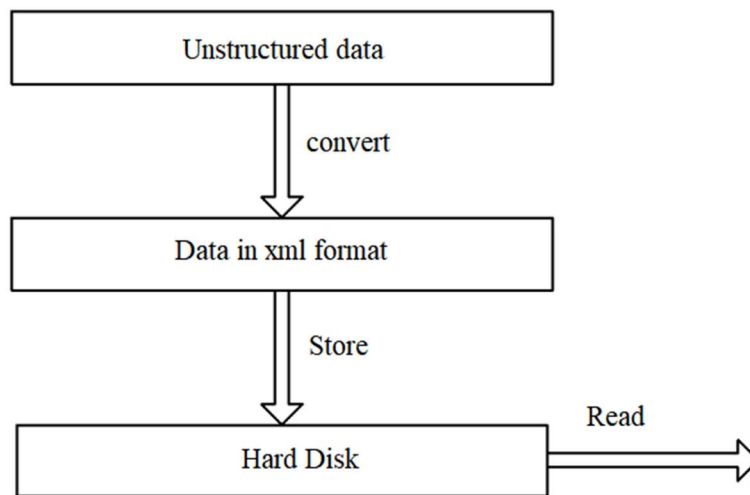 Unstructured data
convert
Data in xml format
Store
Read
Hard Disk